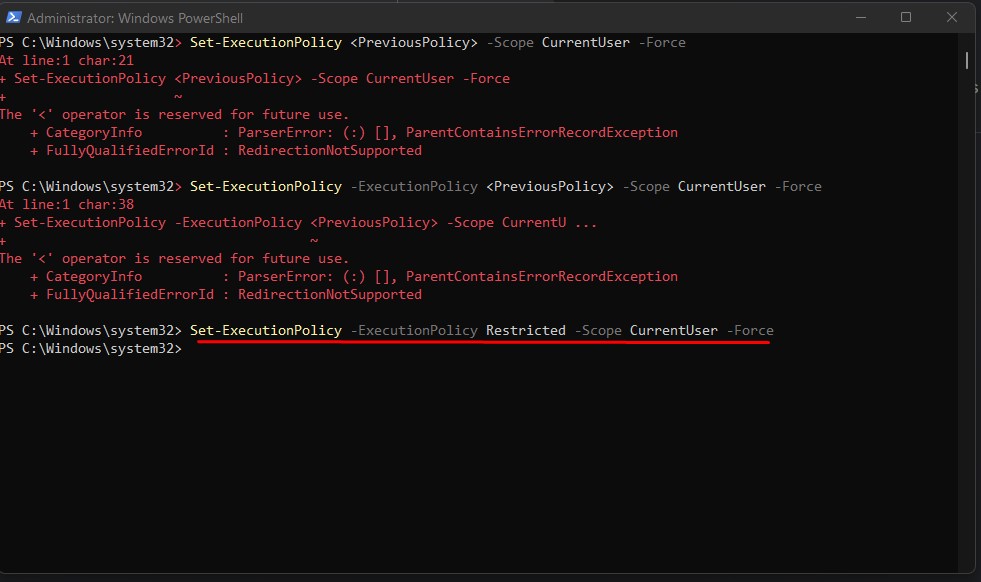 Administrator: Windows PowerShell
PS C:\Windows\system32> Set-ExecutionPolicy <PreviousPolicy> -Scope CurrentUser -Force
At line:1 char:21
+ Set-ExecutionPolicy <PreviousPolicy> -Scope CurrentUser -Force
+                     ~
The '<' operator is reserved for future use.
    + CategoryInfo          : ParserError: (:) [], ParentContainsErrorRecordException
    + FullyQualifiedErrorId : RedirectionNotSupported
PS C:\Windows\system32> Set-ExecutionPolicy -ExecutionPolicy <PreviousPolicy> -Scope CurrentUser -Force
At line:1 char:38
+ Set-ExecutionPolicy -ExecutionPolicy <PreviousPolicy> -Scope CurrentU ...
+                                      ~
The '<' operator is reserved for future use.
    + CategoryInfo          : ParserError: (:) [], ParentContainsErrorRecordException
    + FullyQualifiedErrorId : RedirectionNotSupported
PS C:\Windows\system32> Set-ExecutionPolicy -ExecutionPolicy Restricted -Scope CurrentUser -Force
PS C:\Windows\system32>